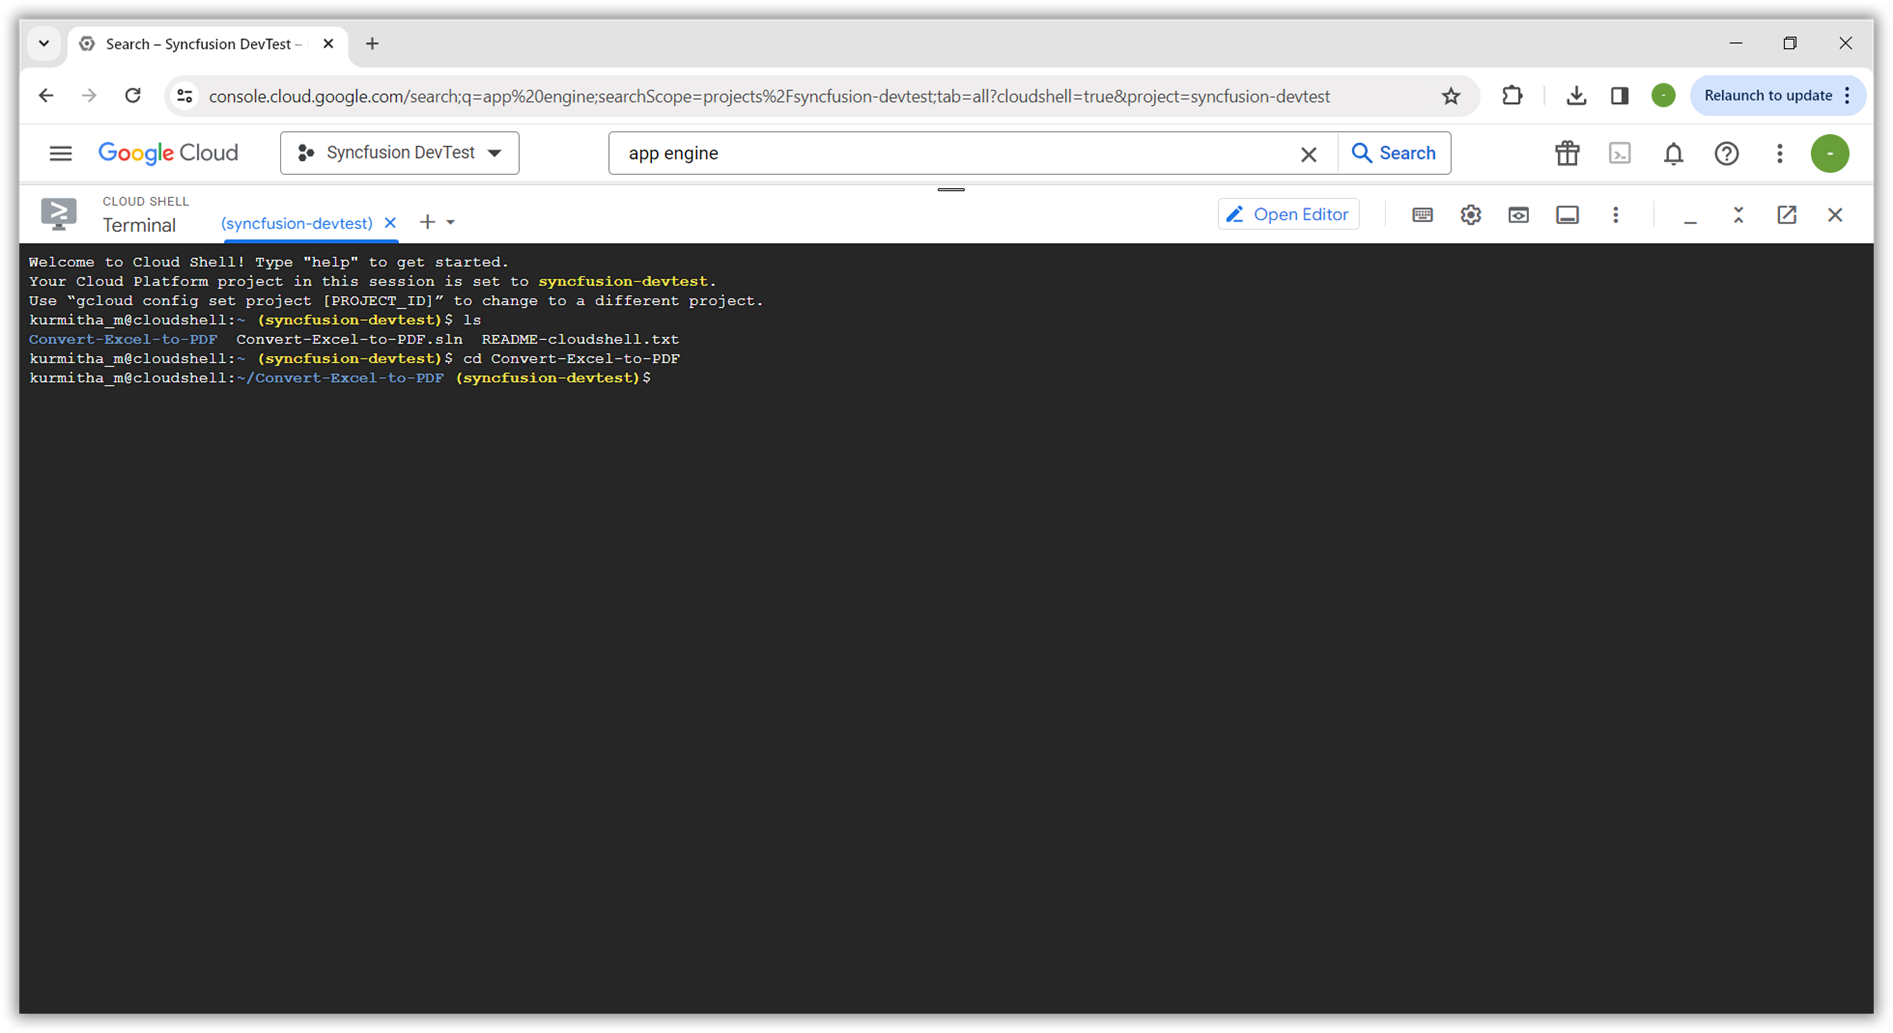 Search – Syncfusion DevTest –
console.cloud.google.com/search;q=app%20engine;searchScope=projects%2Fsyncfusion-devtest;tab=all?cloudshell=true&project=syncfusion-devtest
Relaunch to update
Google Cloud
Syncfusion DevTest
app engine
Search
CLOUD SHELL
Terminal
(syncfusion-devtest)
Open Editor
Welcome to Cloud Shell! Type "help" to get started.
Your Cloud Platform project in this session is set to syncfusion-devtest.
Use “gcloud config set project [PROJECT_ID]” to change to a different project.
kurmitha_m@cloudshell:~ (syncfusion-devtest)$ ls
Convert-Excel-to-PDF  Convert-Excel-to-PDF.sln  README-cloudshell.txt
kurmitha_m@cloudshell:~ (syncfusion-devtest)$ cd Convert-Excel-to-PDF
kurmitha_m@cloudshell:~/Convert-Excel-to-PDF (syncfusion-devtest)$